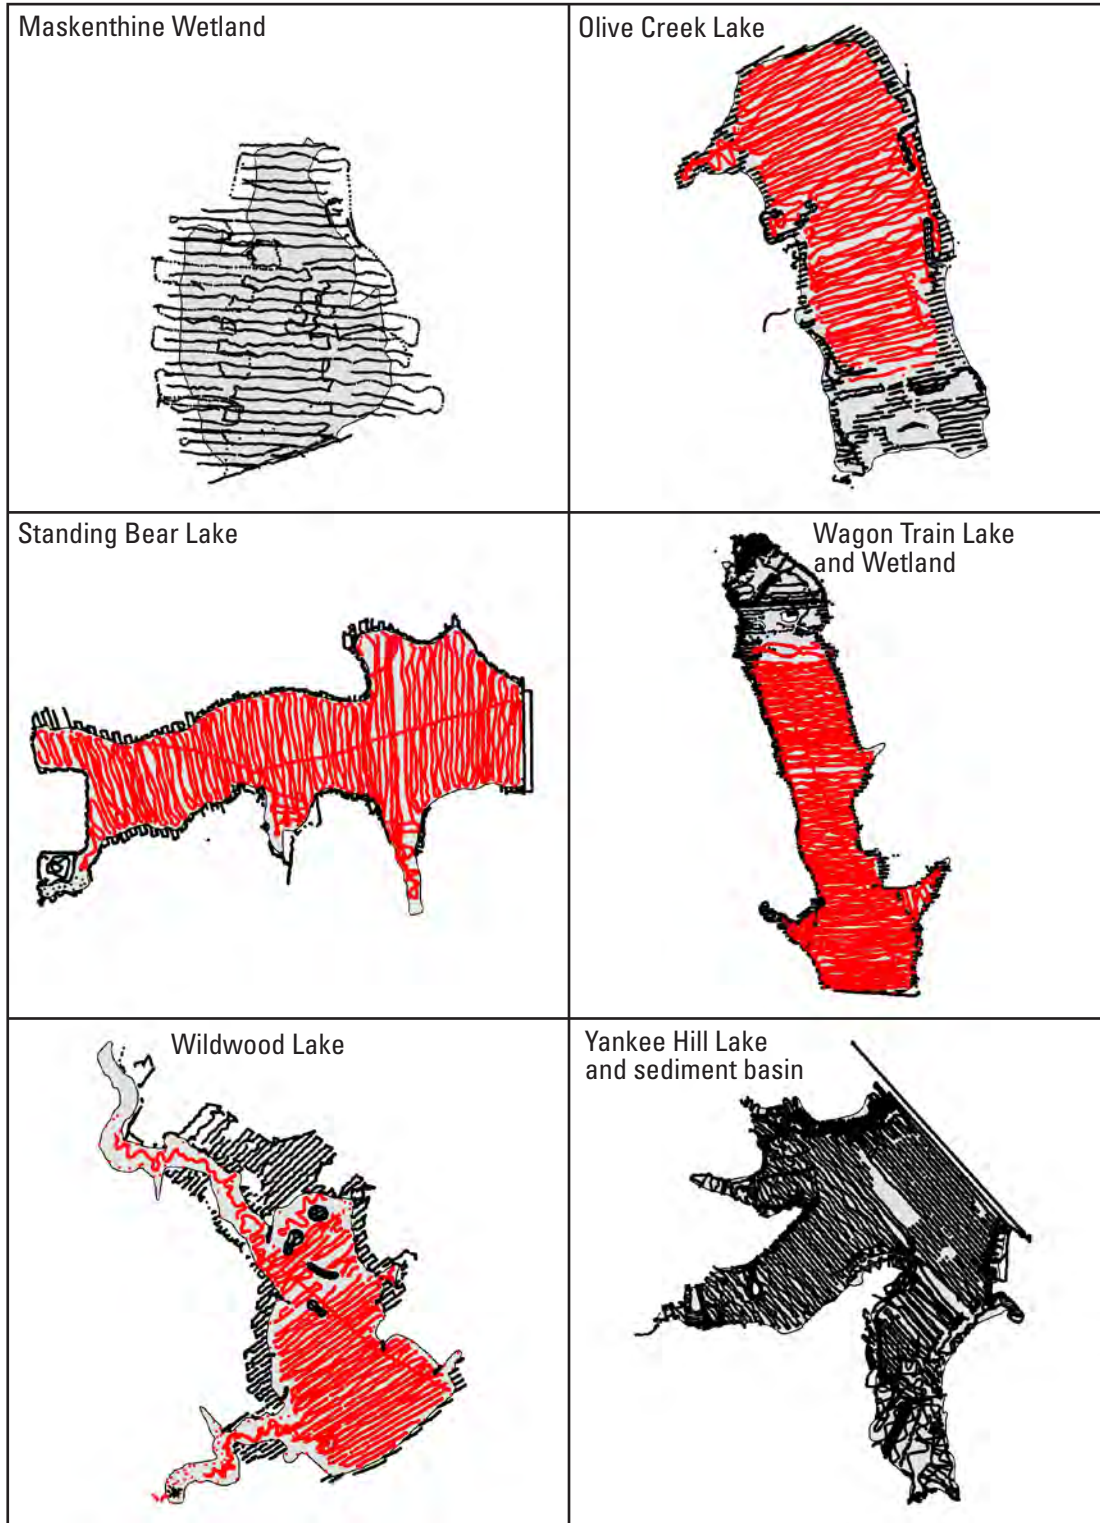 Maskenthine Wetland
Olive Creek Lake
Standing Bear Lake
Wagon Train Lake
and Wetland
Wildwood Lake
Yankee Hill Lake
and sediment basin